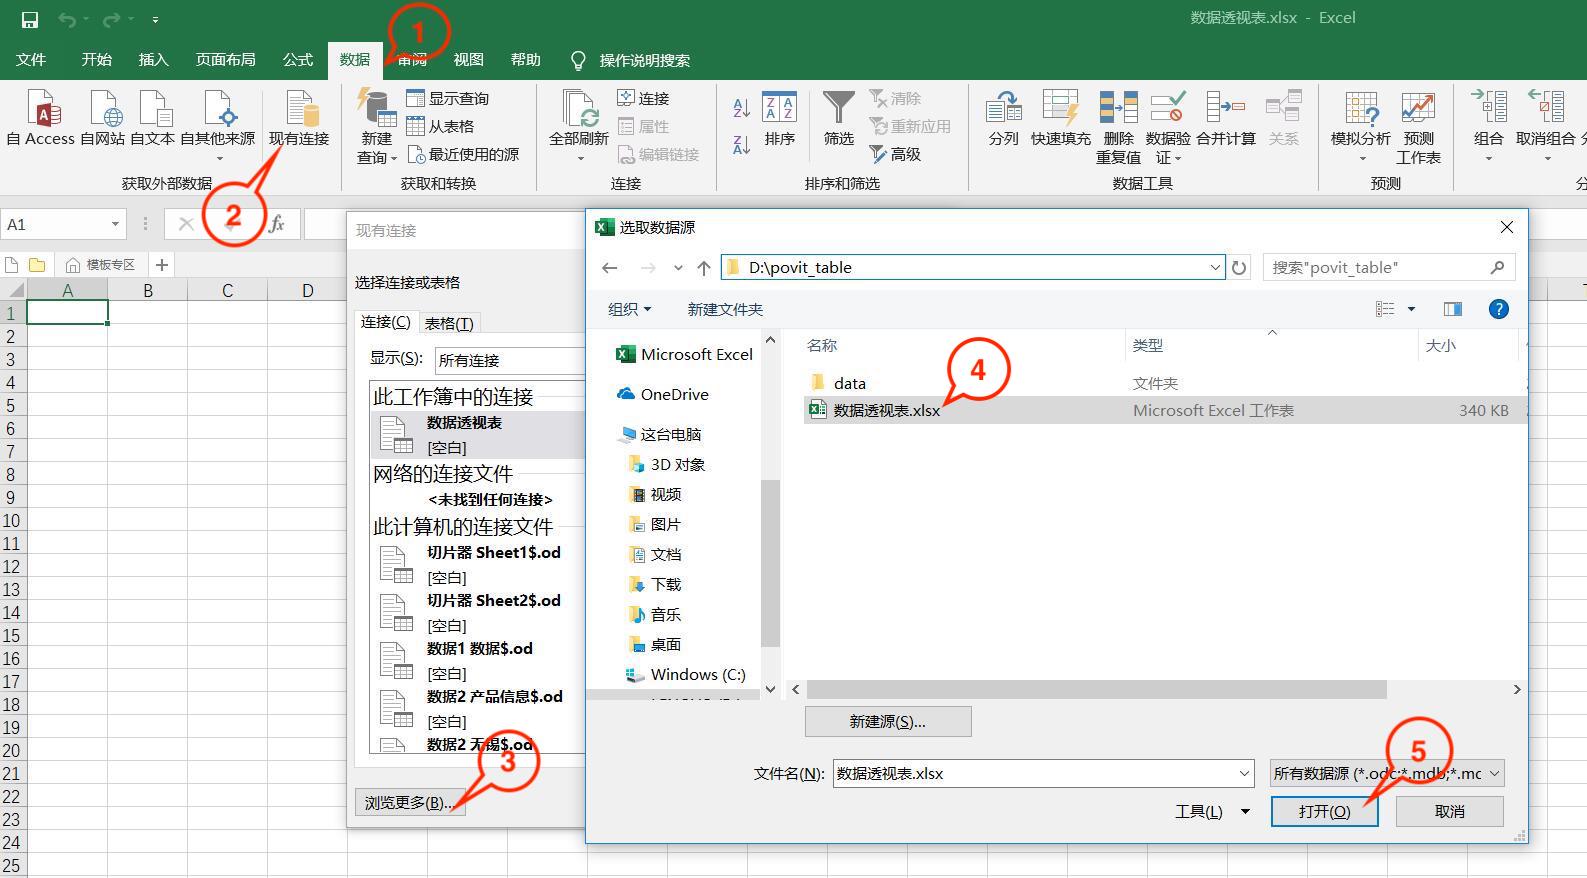 数据透视表.xlsx - Excel
1
文件 开始 插入 页面布局 公式 数据 审阅 视图 帮助 操作说明搜索
自 Access 自网站 自文本 自其他来源 现有连接
获取外部数据
新建
查询
显示查询
从表格
最近使用的源
获取和转换
全部刷新
连接
属性
编辑链接
连接
排序
筛选
清除
重新应用
高级
排序和筛选
分列 快速填充 删除
重复值
数据验
证
合并计算 关系
数据工具
模拟分析 预测
工作表
预测
组合 取消组合
2
A1
fx
模板专区
A B C D
1
2
3
4
5
6
7
8
9
10
11
12
13
14
15
16
17
18
19
20
21
22
23
24
25
现有连接
选择连接或表格
连接(C) 表格(T)
显示(S): 所有连接
此工作簿中的连接
数据透视表
[空白]
网络的连接文件
<未找到任何连接>
此计算机的连接文件
切片器 Sheet1$.od
[空白]
切片器 Sheet2$.od
[空白]
数据1 数据$.od
[空白]
数据2 产品信息$.od
[空白]
数据2 无锡$.od
3
浏览更多(B)...
选取数据源
D:\povit_table
搜索"povit_table"
组织 新建文件夹
Microsoft Excel
OneDrive
这台电脑
3D 对象
视频
图片
文档
下载
音乐
桌面
Windows (C:)
名称 类型 大小
data 文件夹
数据透视表.xlsx Microsoft Excel 工作表 340 KB
4
新建源(S)...
5
文件名(N): 数据透视表.xlsx 所有数据源 (*.odc;*.mdb;*.mc
工具(L) 打开(O) 取消